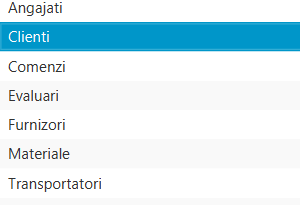 Angajati
Clienti
Comenzi
Evaluari
Furnizori
Materiale
Transportatori